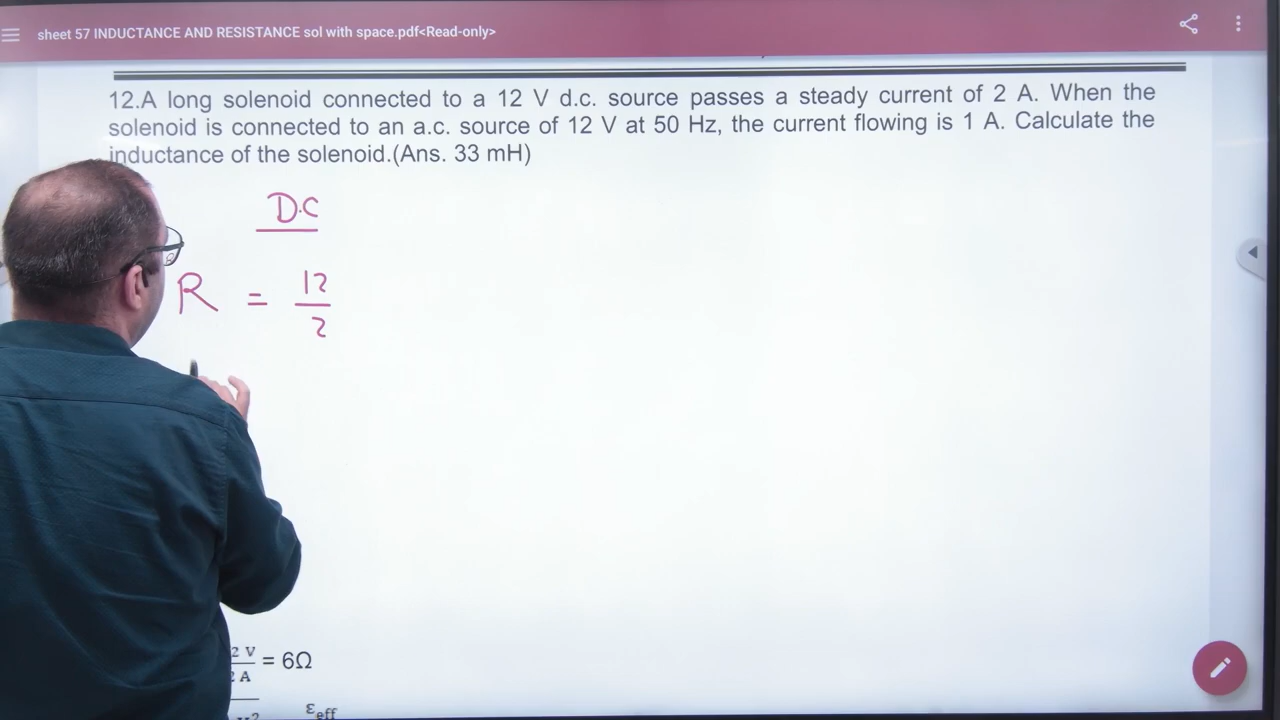 sheet 57 INDUCTANCE AND RESISTANCE sol with space.pdf<Read-only>
12.A long solenoid connected to a 12 V d.c. source passes a steady current of 2 A. When the
solenoid is connected to an a.c. source of 12 V at 50 Hz, the current flowing is 1 A. Calculate the
inductance of the solenoid.(Ans. 33 mH)
D.C
R = 12/2
2 V
= 6Ω
A
ε_eff